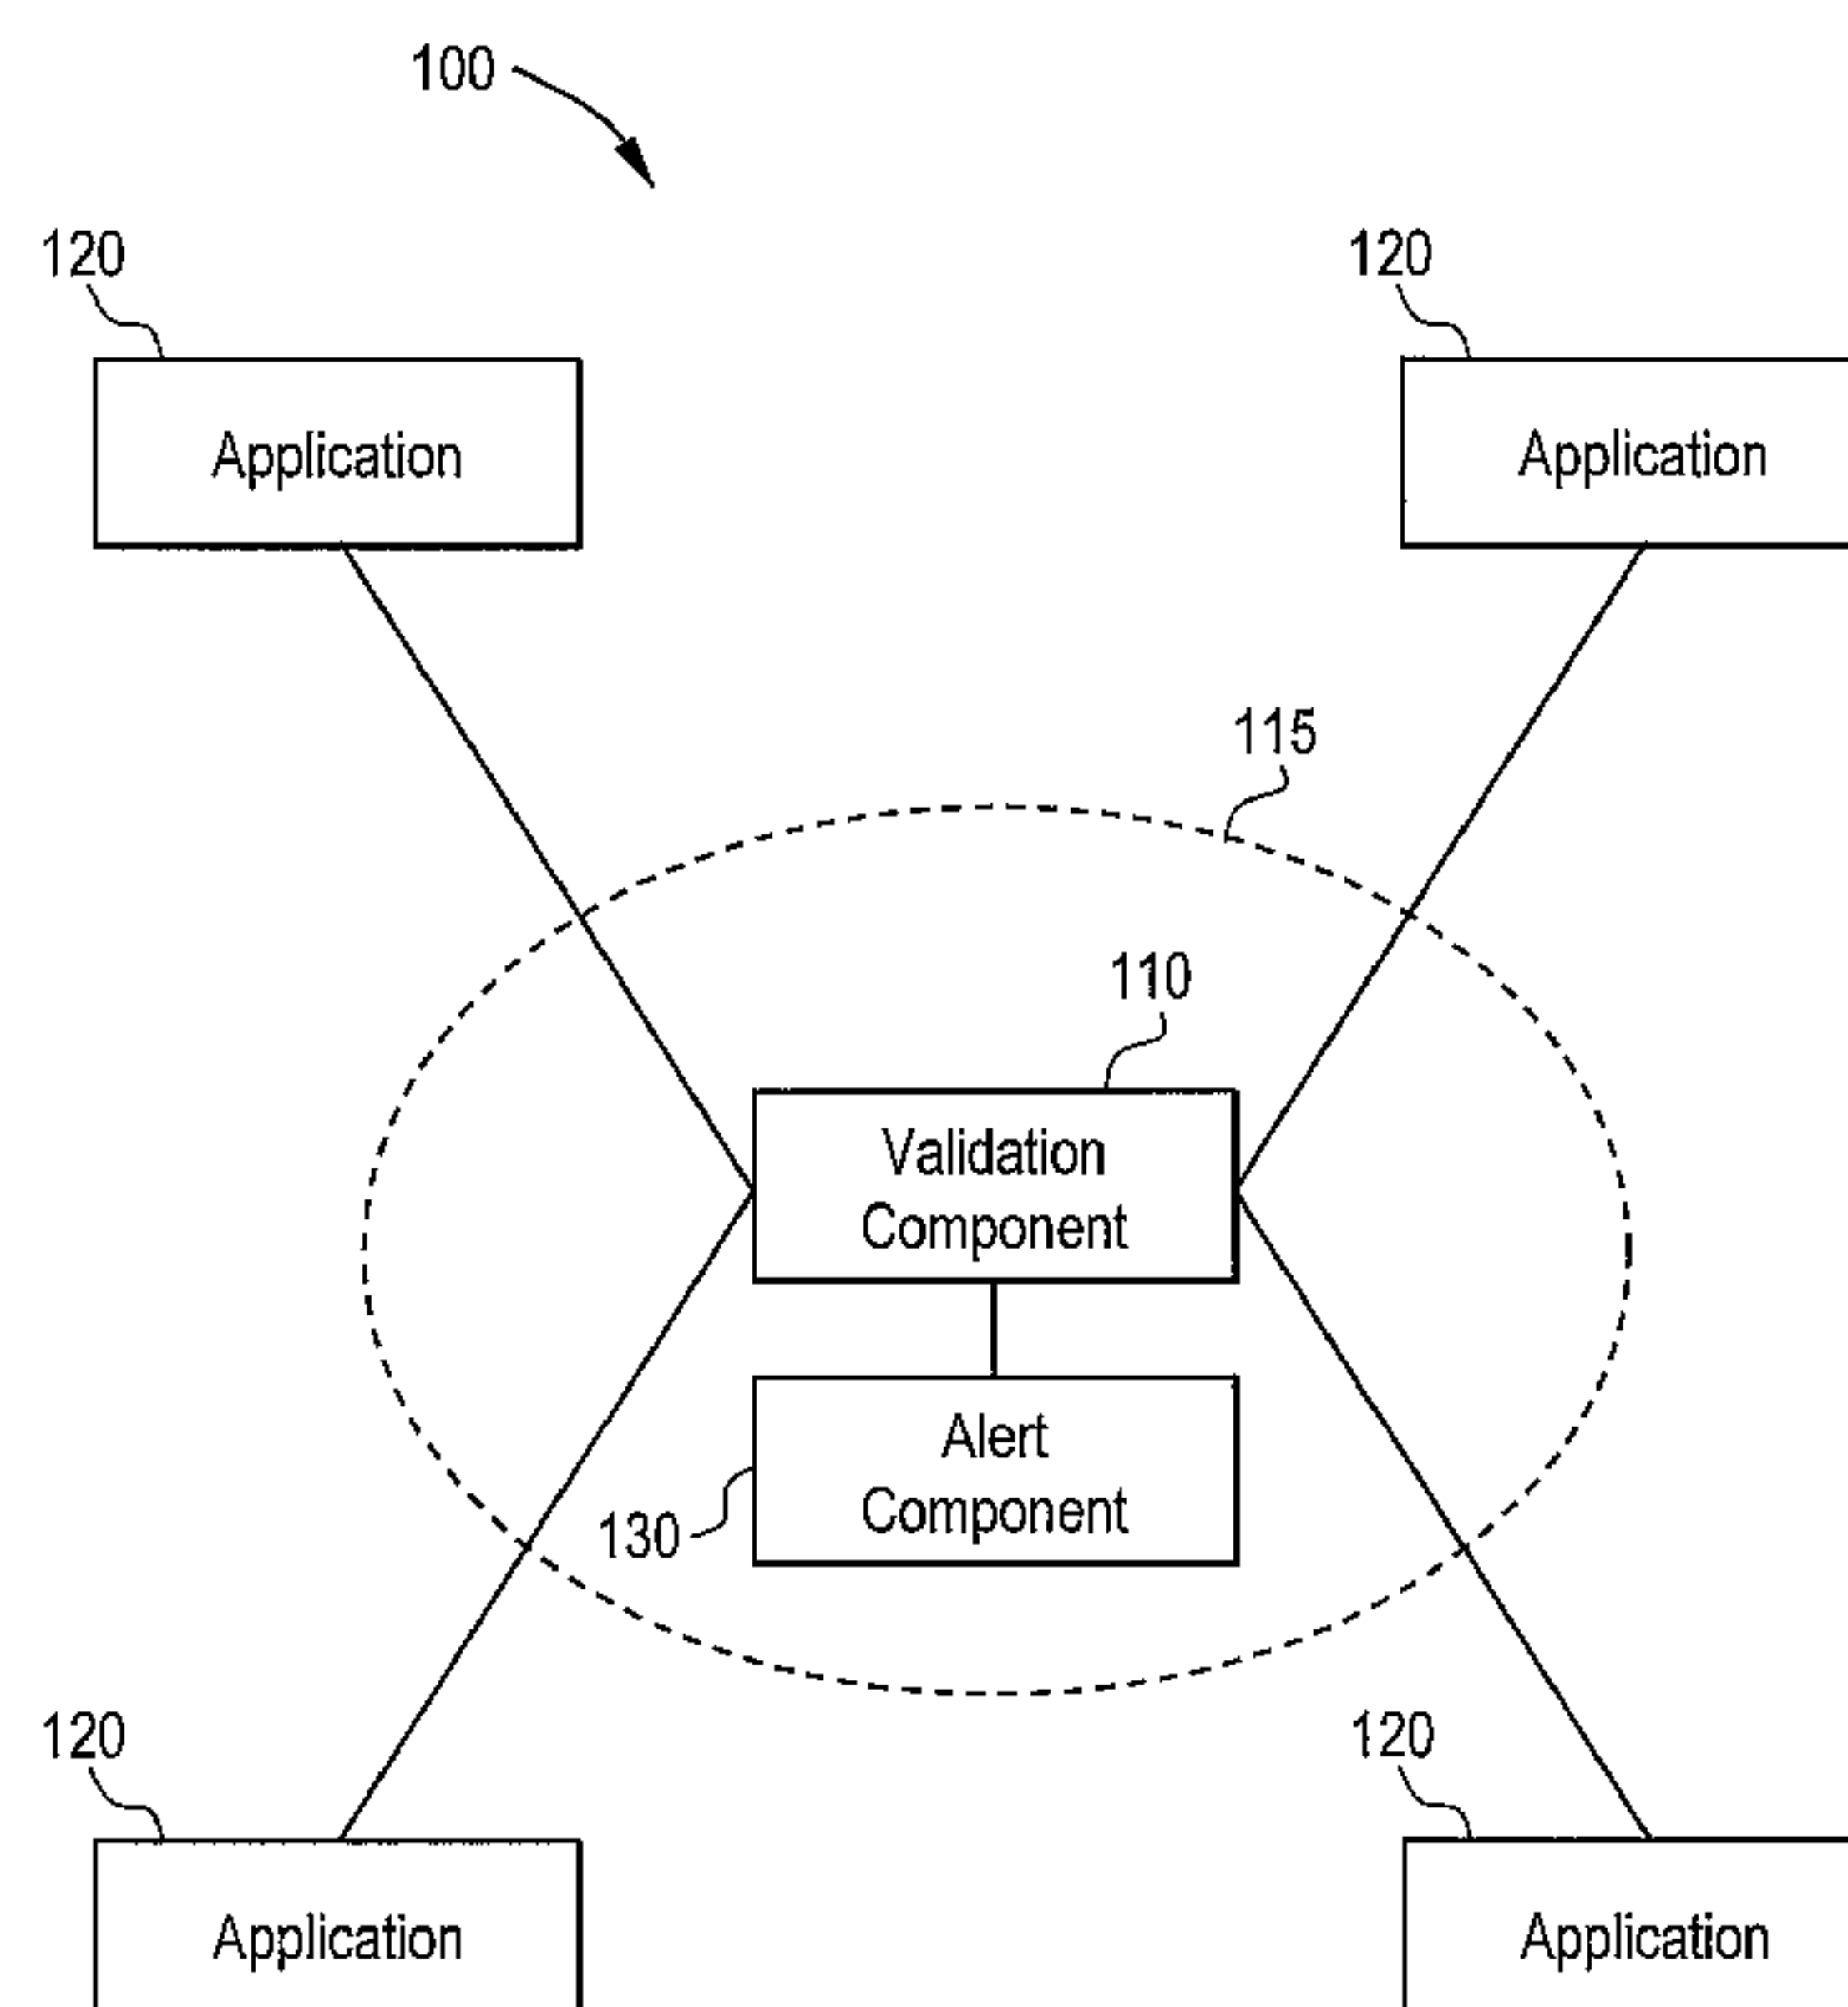 100
120
120
Application
Application
115
110
Validation
Component
Alert
Component
130
120
120
Application
Application